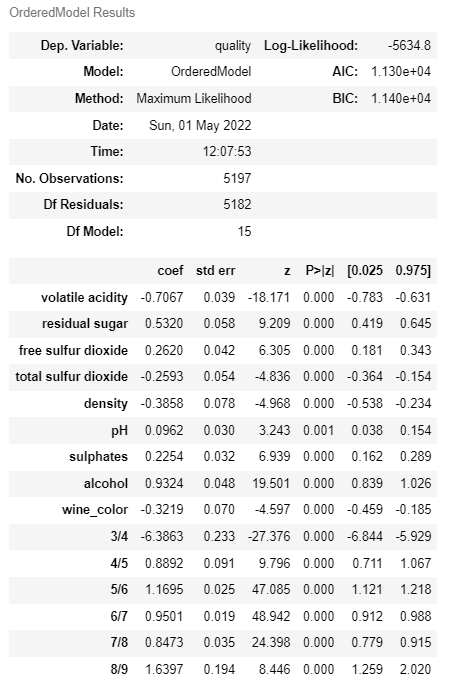 OrderedModel Results
Dep. Variable: quality Log-Likelihood: -5634.8
Model: OrderedModel AIC: 1.130e+04
Method: Maximum Likelihood BIC: 1.140e+04
Date: Sun, 01 May 2022
Time: 12:07:53
No. Observations: 5197
Df Residuals: 5182
Df Model: 15
coef std err z P>|z| [0.025 0.975]
volatile acidity -0.7067 0.039 -18.171 0.000 -0.783 -0.631
residual sugar 0.5320 0.058 9.209 0.000 0.419 0.645
free sulfur dioxide 0.2620 0.042 6.305 0.000 0.181 0.343
total sulfur dioxide -0.2593 0.054 -4.836 0.000 -0.364 -0.154
density -0.3858 0.078 -4.968 0.000 -0.538 -0.234
pH 0.0962 0.030 3.243 0.001 0.038 0.154
sulphates 0.2254 0.032 6.939 0.000 0.162 0.289
alcohol 0.9324 0.048 19.501 0.000 0.839 1.026
wine_color -0.3219 0.070 -4.597 0.000 -0.459 -0.185
3/4 -6.3863 0.233 -27.376 0.000 -6.844 -5.929
4/5 0.8892 0.091 9.796 0.000 0.711 1.067
5/6 1.1695 0.025 47.085 0.000 1.121 1.218
6/7 0.9501 0.019 48.942 0.000 0.912 0.988
7/8 0.8473 0.035 24.398 0.000 0.779 0.915
8/9 1.6397 0.194 8.446 0.000 1.259 2.020